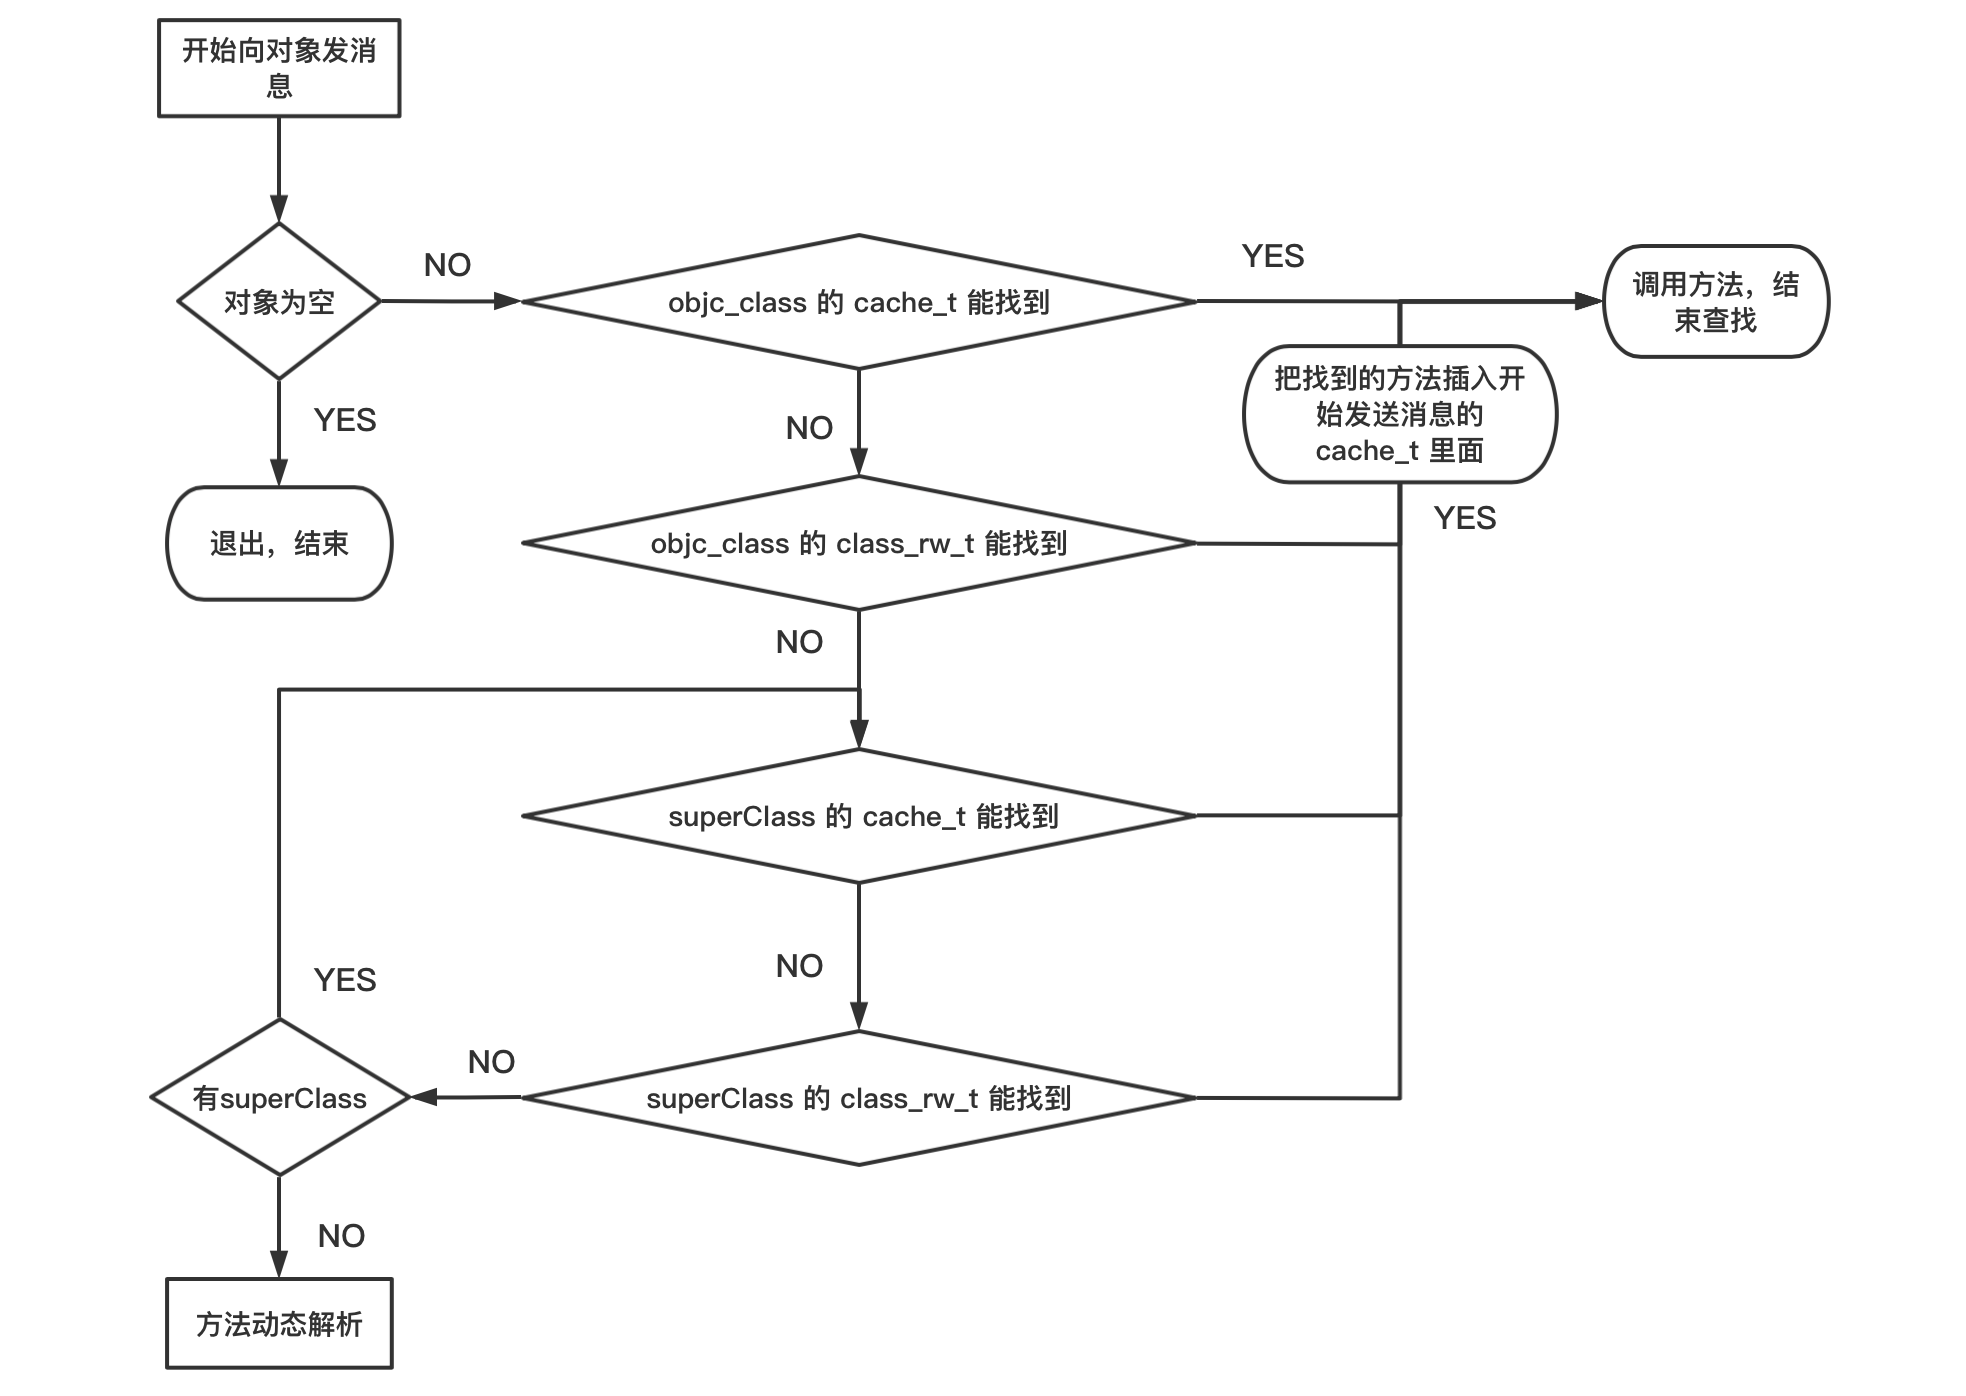 开始向对象发消
息
对象为空
NO
objc_class 的 cache_t 能找到
YES
调用方法，结
束查找
把找到的方法插入开
始发送消息的
cache_t 里面
YES
NO
退出，结束
objc_class 的 class_rw_t 能找到
YES
NO
superClass 的 cache_t 能找到
NO
YES
有superClass
NO
superClass 的 class_rw_t 能找到
NO
方法动态解析